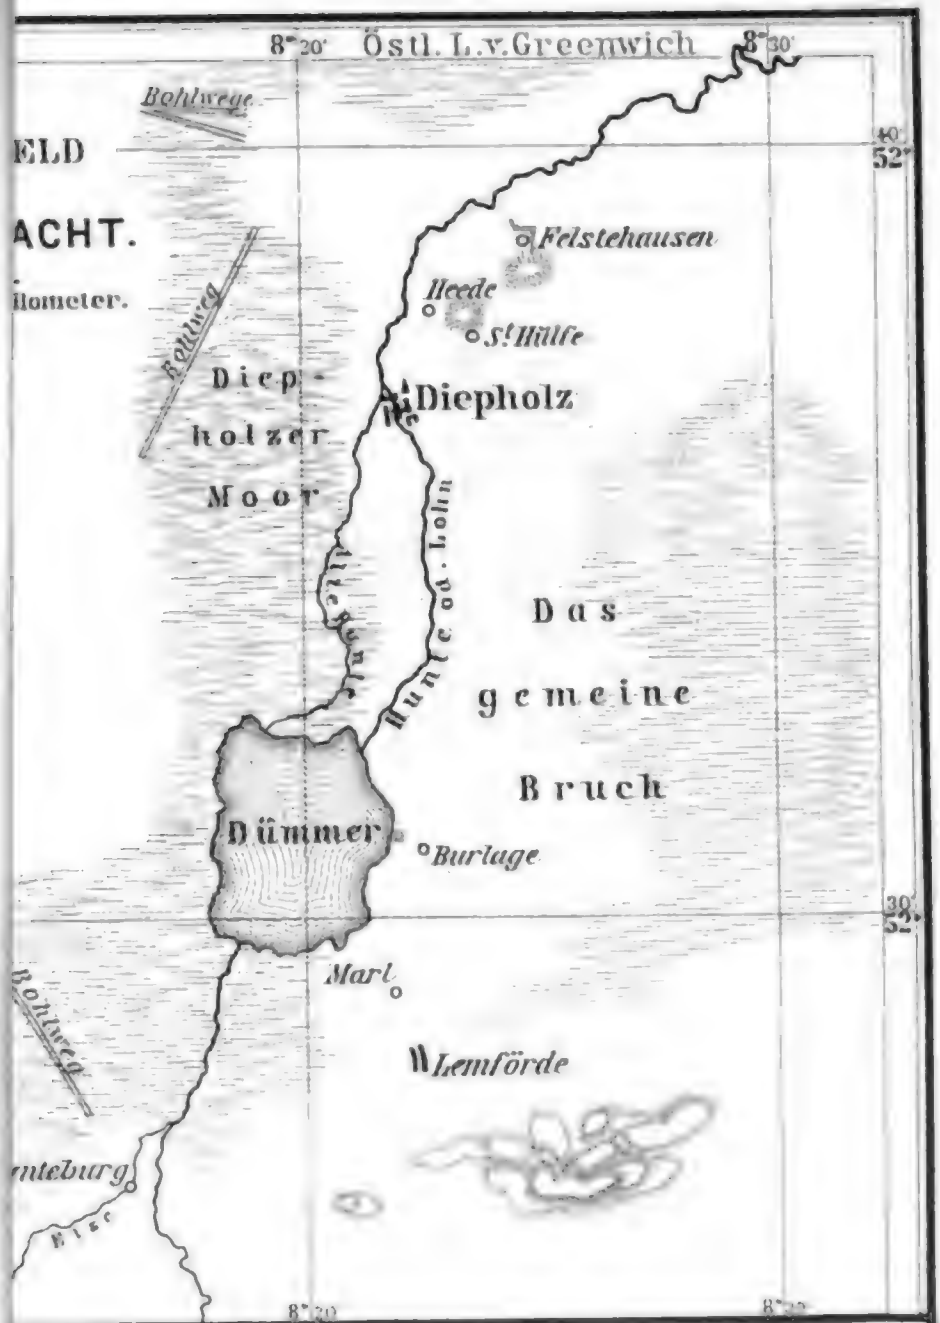 8° 20' Östl. L. v. Greenwich 8° 30'
Bohlwege
40'
52°
ELD
ACHT.
ilometer.
Felstehausen
Heede
St. Hülfe
Bohlweg
Diep-
holzer
Moor
Diepholz
Alte Hunte
Hunte od. Lohn
Das
gemeine
Bruch
Dümmer
Burlage
30'
52°
Marl
Bohlweg
Lemförde
nteburg
Else
8° 20'